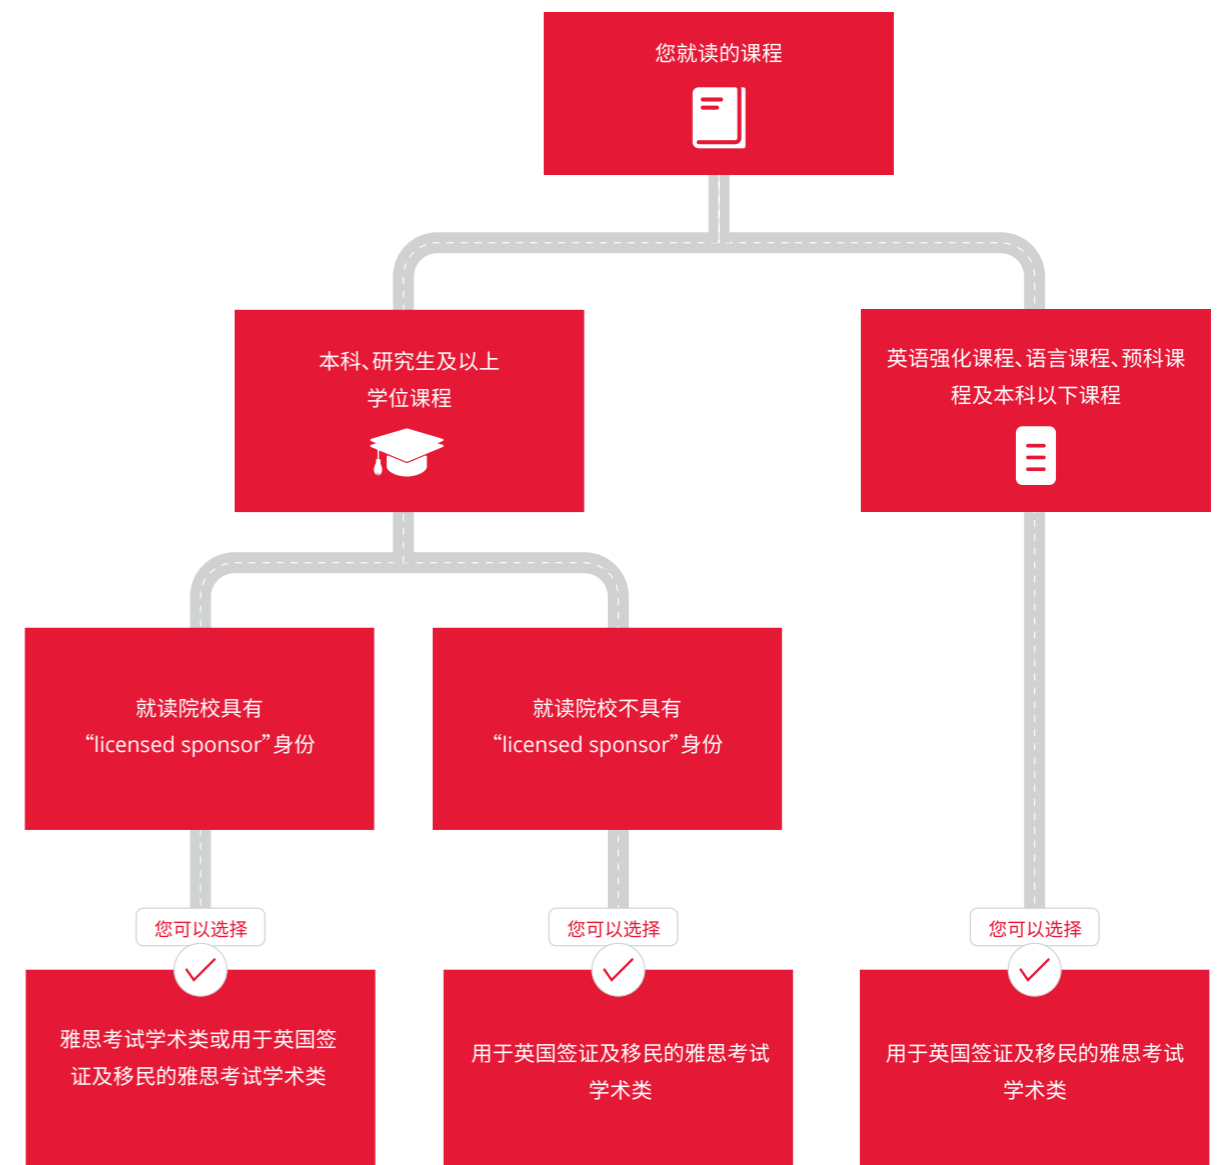 您就读的课程
本科、研究生及以上
学位课程
英语强化课程、语言课程、预科课
程及本科以下课程
就读院校具有
“licensed sponsor”身份
就读院校不具有
“licensed sponsor”身份
您可以选择
您可以选择
您可以选择
雅思考试学术类或用于英国签
证及移民的雅思考试学术类
用于英国签证及移民的雅思考试
学术类
用于英国签证及移民的雅思考试
学术类